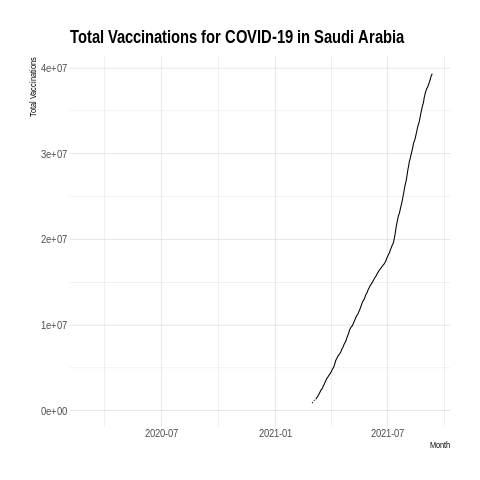 Total Vaccinations for COVID-19 in Saudi Arabia
Total Vaccinations
4e+07
3e+07
2e+07
1e+07
0e+00
2020-07
2021-01
2021-07
Month